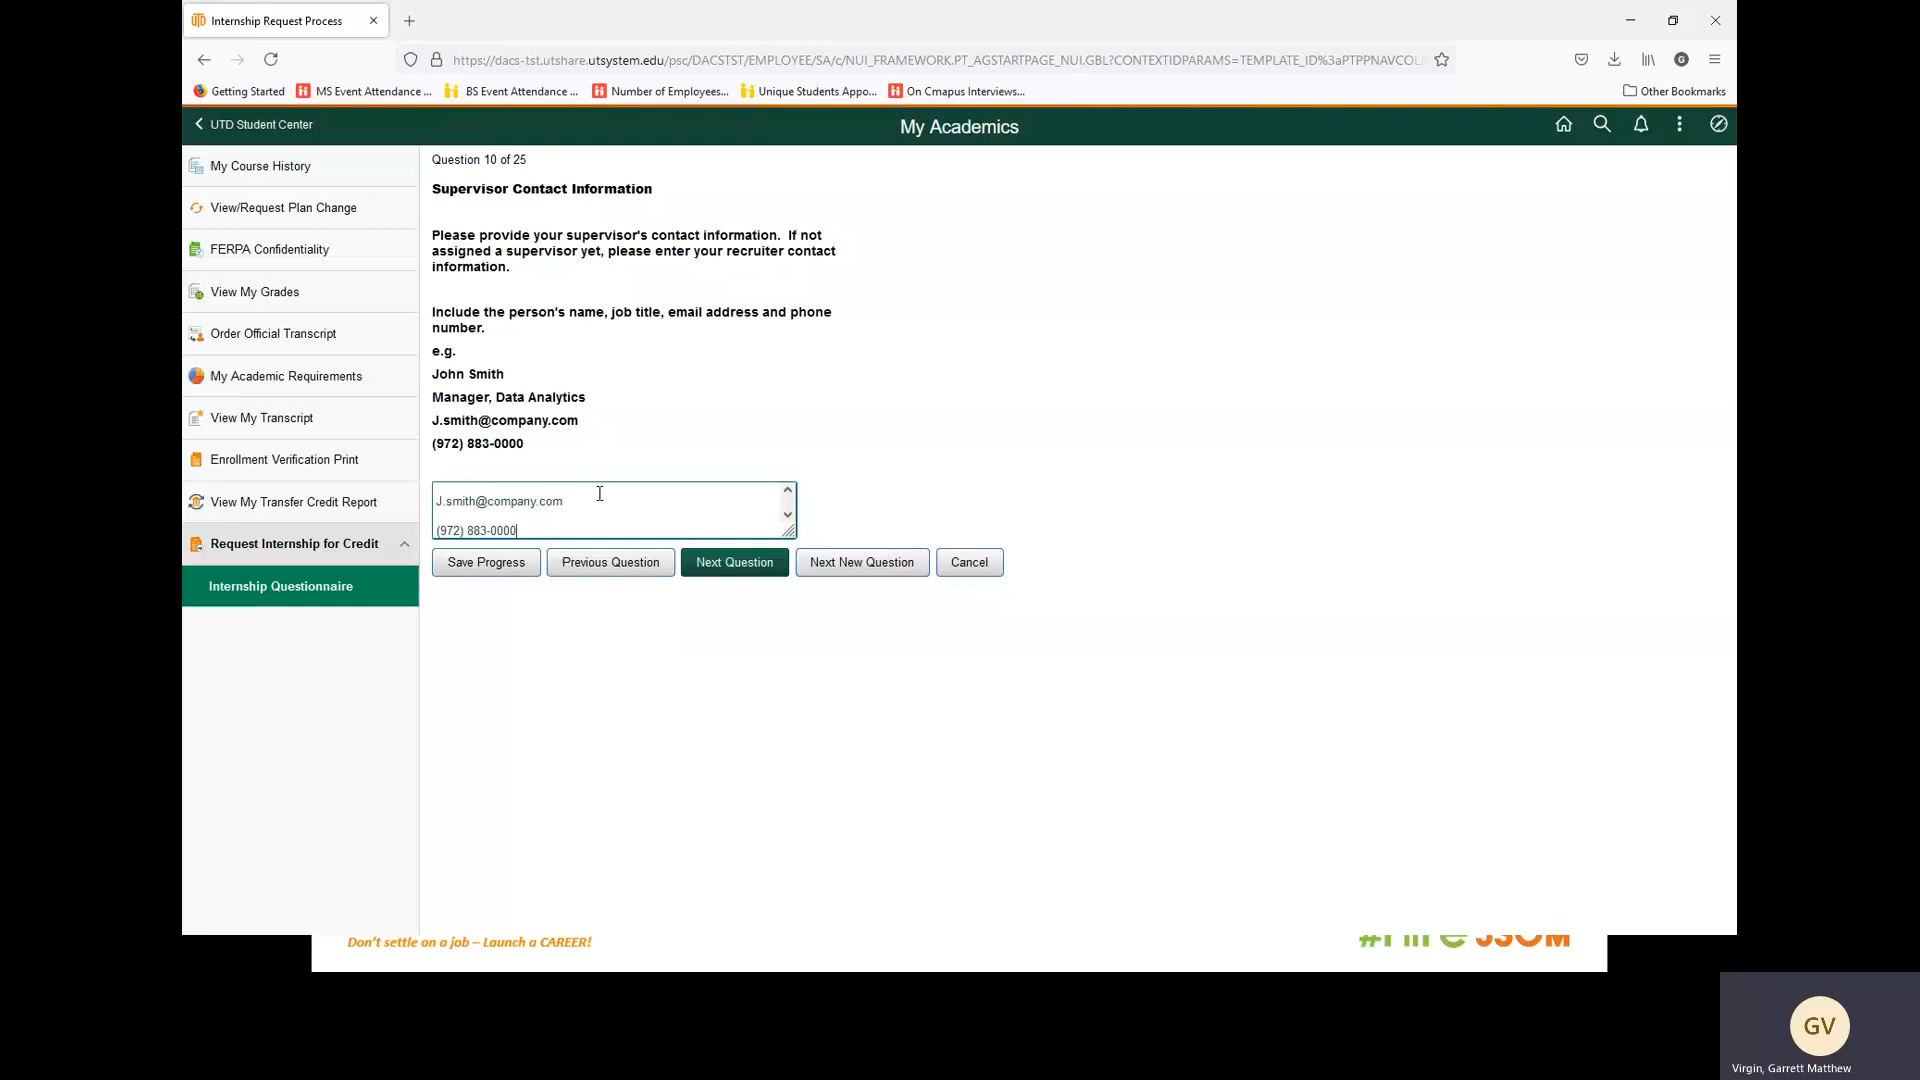 Internship Request Process
https://dacs-tst.utshare.utsystem.edu/psc/DACSTST/EMPLOYEE/SA/c/NUI_FRAMEWORK.PT_AGSTARTPAGE_NUI.GBL?CONTEXTIDPARAMS=TEMPLATE_ID%3aPTPPNAVCOL
Getting Started
MS Event Attendance ...
BS Event Attendance ...
Number of Employees...
Unique Students Appo...
On Cmapus Interviews...
Other Bookmarks
UTD Student Center
My Academics
My Course History
View/Request Plan Change
FERPA Confidentiality
View My Grades
Order Official Transcript
My Academic Requirements
View My Transcript
Enrollment Verification Print
View My Transfer Credit Report
Request Internship for Credit
Internship Questionnaire
Question 10 of 25
Supervisor Contact Information
Please provide your supervisor's contact information. If not
assigned a supervisor yet, please enter your recruiter contact
information.
Include the person's name, job title, email address and phone
number.
e.g.
John Smith
Manager, Data Analytics
J.smith@company.com
(972) 883-0000
J.smith@company.com
(972) 883-0000
Save Progress
Previous Question
Next Question
Next New Question
Cancel
Don't settle on a job – Launch a CAREER!
#Hire JSOM
GV
Virgin, Garrett Matthew